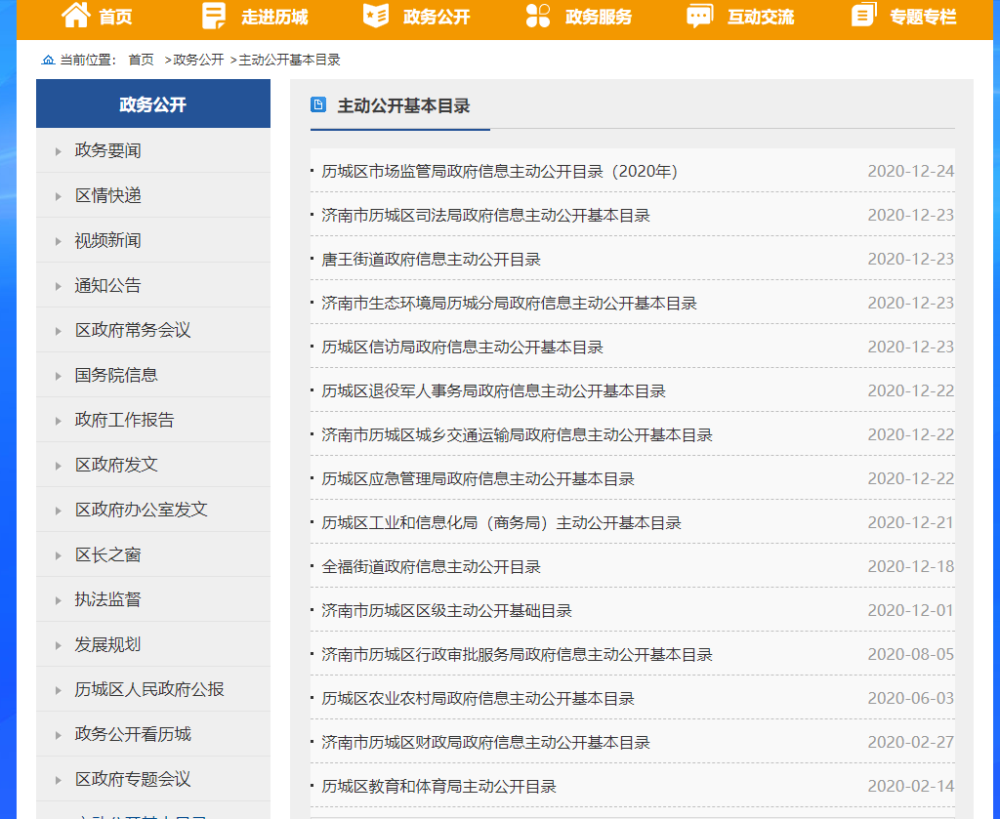 首页 走进历城 政务公开 政务服务 互动交流 专题专栏
当前位置： 首页 >政务公开 >主动公开基本目录
政务公开
政务要闻
区情快递
视频新闻
通知公告
区政府常务会议
国务院信息
政府工作报告
区政府发文
区政府办公室发文
区长之窗
执法监督
发展规划
历城区人民政府公报
政务公开看历城
区政府专题会议
主动公开基本目录
历城区市场监管局政府信息主动公开目录（2020年） 2020-12-24
济南市历城区司法局政府信息主动公开基本目录 2020-12-23
唐王街道政府信息主动公开目录 2020-12-23
济南市生态环境局历城分局政府信息主动公开基本目录 2020-12-23
历城区信访局政府信息主动公开基本目录 2020-12-23
历城区退役军人事务局政府信息主动公开基本目录 2020-12-22
济南市历城区城乡交通运输局政府信息主动公开基本目录 2020-12-22
历城区应急管理局政府信息主动公开基本目录 2020-12-22
历城区工业和信息化局（商务局）主动公开基本目录 2020-12-21
全福街道政府信息主动公开目录 2020-12-18
济南市历城区区级主动公开基础目录 2020-12-01
济南市历城区行政审批服务局政府信息主动公开基本目录 2020-08-05
历城区农业农村局政府信息主动公开基本目录 2020-06-03
济南市历城区财政局政府信息主动公开基本目录 2020-02-27
历城区教育和体育局主动公开目录 2020-02-14